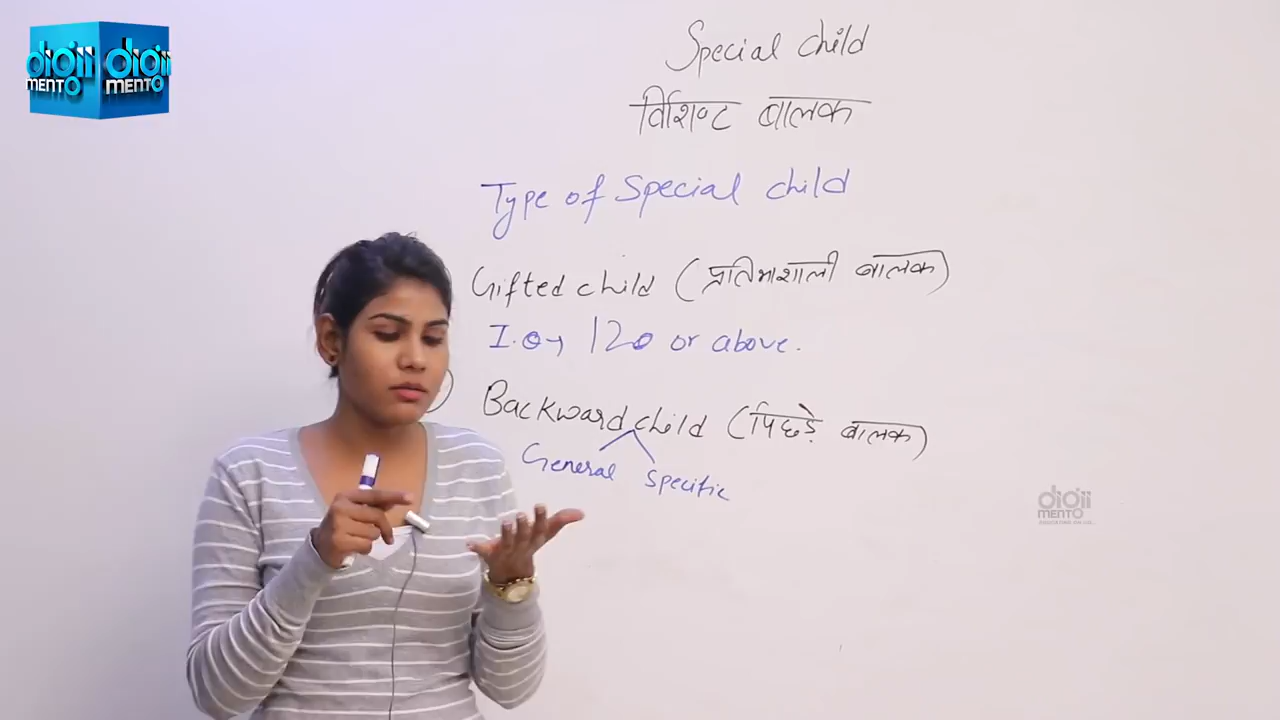 digii digii
MENTO MENTO
Special child
विशिष्ट बालक
Type of Special child
Gifted child (प्रतिभाशाली बालक)
I.Q → 120 or above.
Backward child (पिछड़े बालक)
General Specific
digii
MENTO